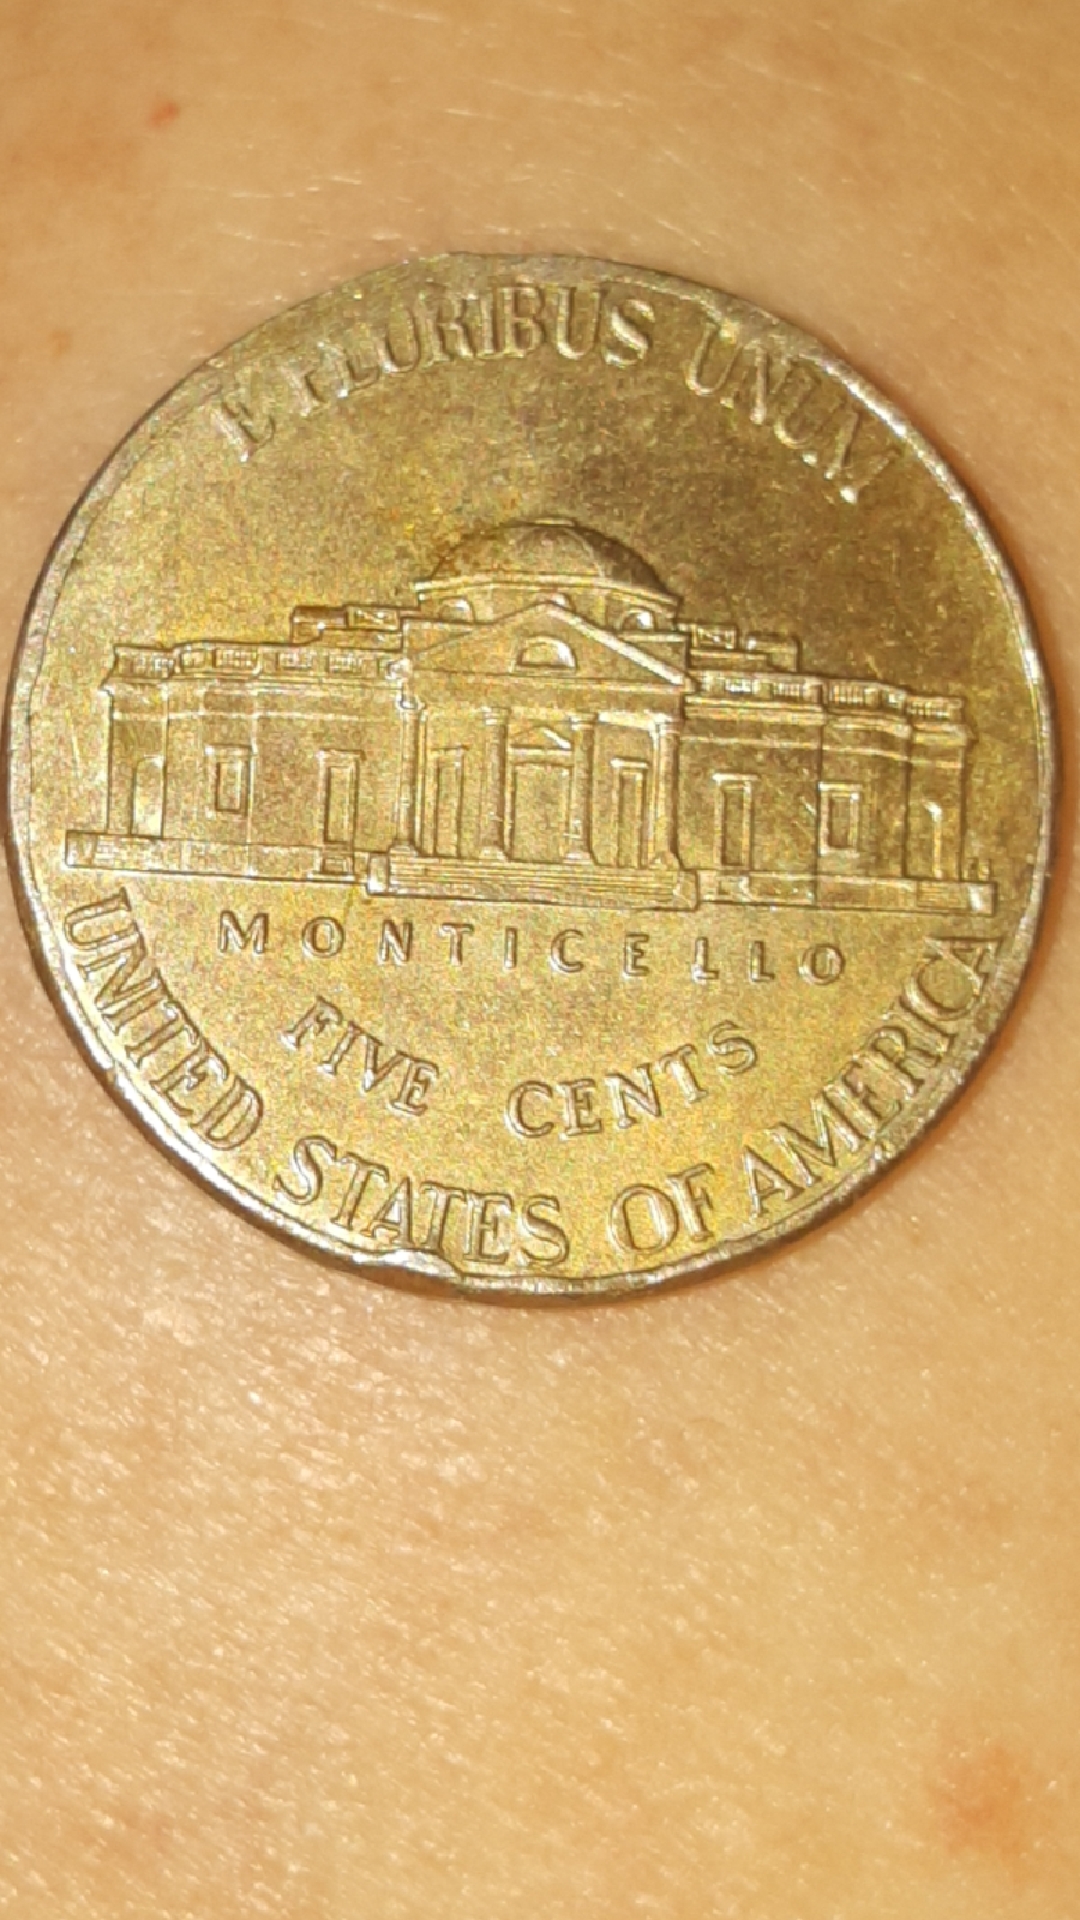 E PLURIBUS UNUM
MONTICELLO
FIVE CENTS
UNITED STATES OF AMERICA